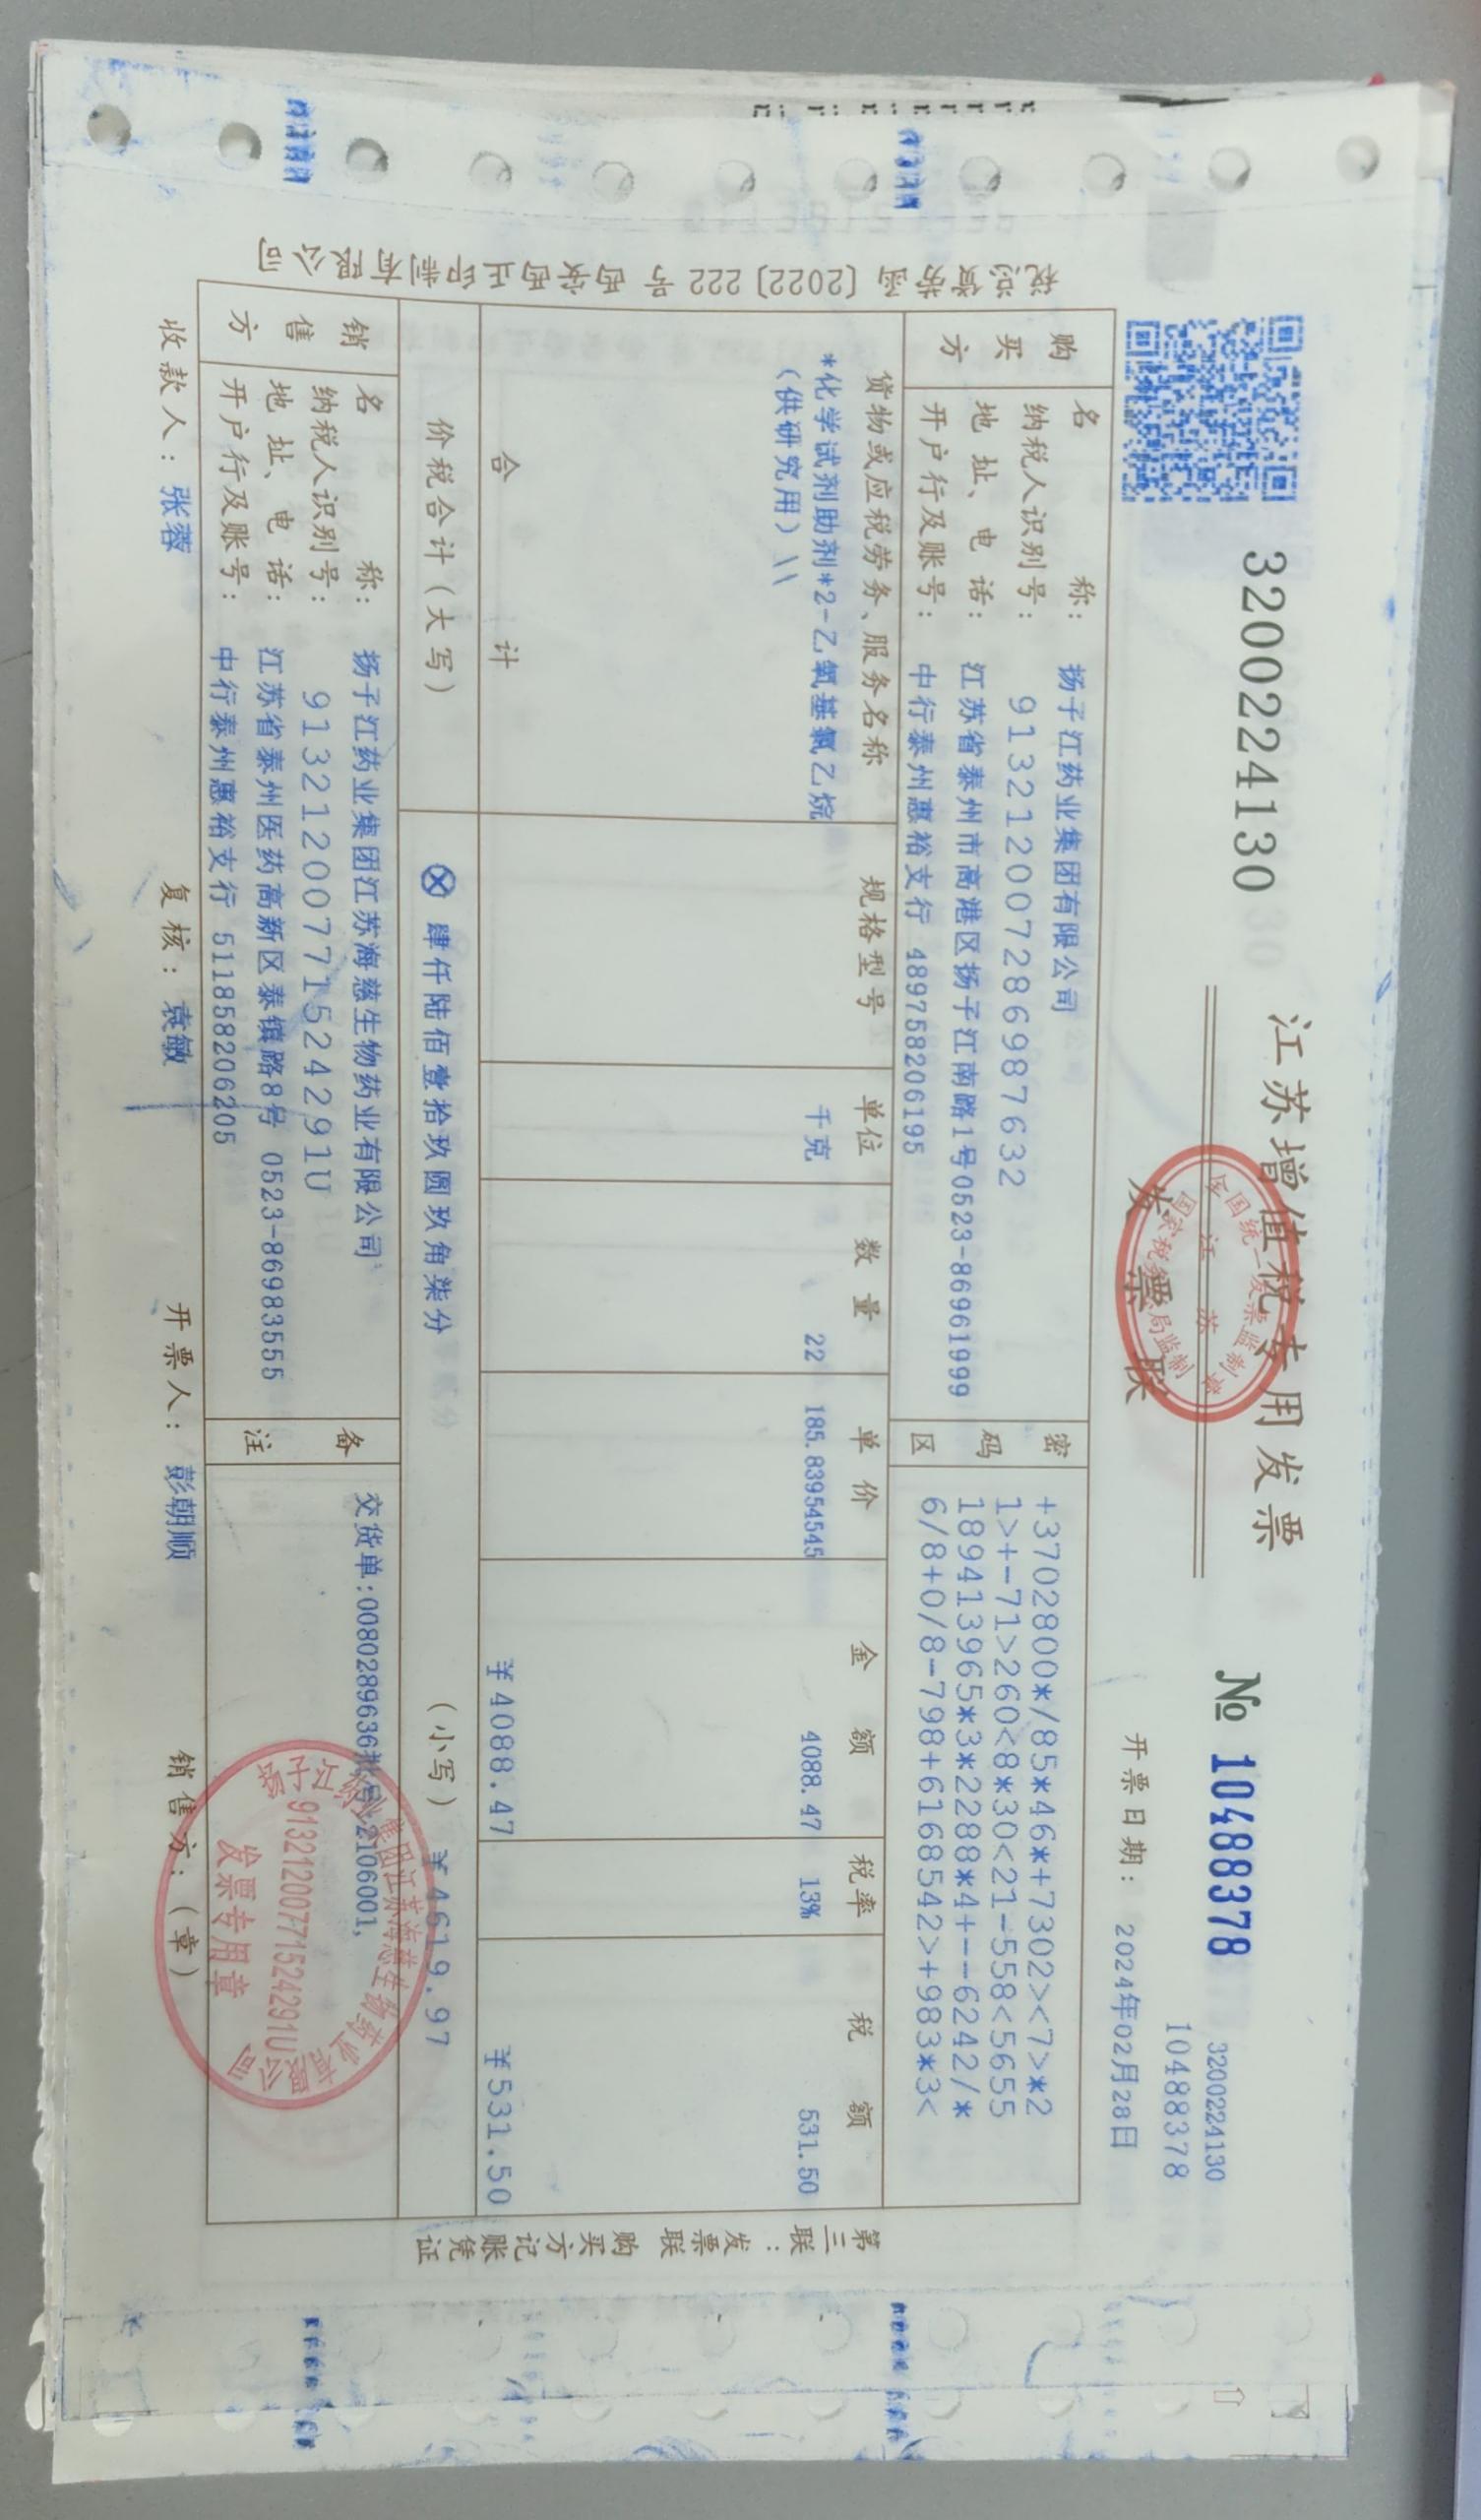 3200224130
江苏增值税专用发票
发票联
全国统一发票监制章
江苏
国家税务总局监制
№ 10488378
3200224130
10488378
开票日期: 2024年02月28日
税总货币函〔2022〕222号
购买方
名称: 扬子江药业集团有限公司
纳税人识别号: 913212007286987632
地址、电话: 江苏省泰州市高港区扬子江南路1号0523-86961999
开户行及账号: 中行泰州惠裕支行 489758206195
密码区
+3702800*/85*46*+7302><7>*2
1>+-71>260<8*30<21-558<5655
189413965*3*2288*4+--6242/*
6/8+0/8-798+6168542>+983*3<
货物或应税劳务、服务名称 规格型号 单位 数量 单价 金额 税率 税额
*化学试剂助剂*2-乙氧基氯乙烷 千克 22 185.8395454545 4088.47 13% 531.50
(供研究用)\\
合计 ¥4088.47 ¥531.50
价税合计(大写) ⊗肆仟陆佰壹拾玖圆玖角柒分 (小写) ¥4619.97
销售方
名称: 扬子江药业集团江苏海慈生物药业有限公司
纳税人识别号: 91321200771524291U
地址、电话: 江苏省泰州医药高新区泰镇路8号 0523-86983555
开户行及账号: 中行泰州惠裕支行 511858206205
备注
交货单:0080289636批号:2106001,
扬子江药业集团江苏海慈生物药业有限公司
91321200771524291U
发票专用章
收款人: 张蓉 复核: 袁敏 开票人: 彭朝顺 销售方:(章)
第三联:发票联 购买方记账凭证